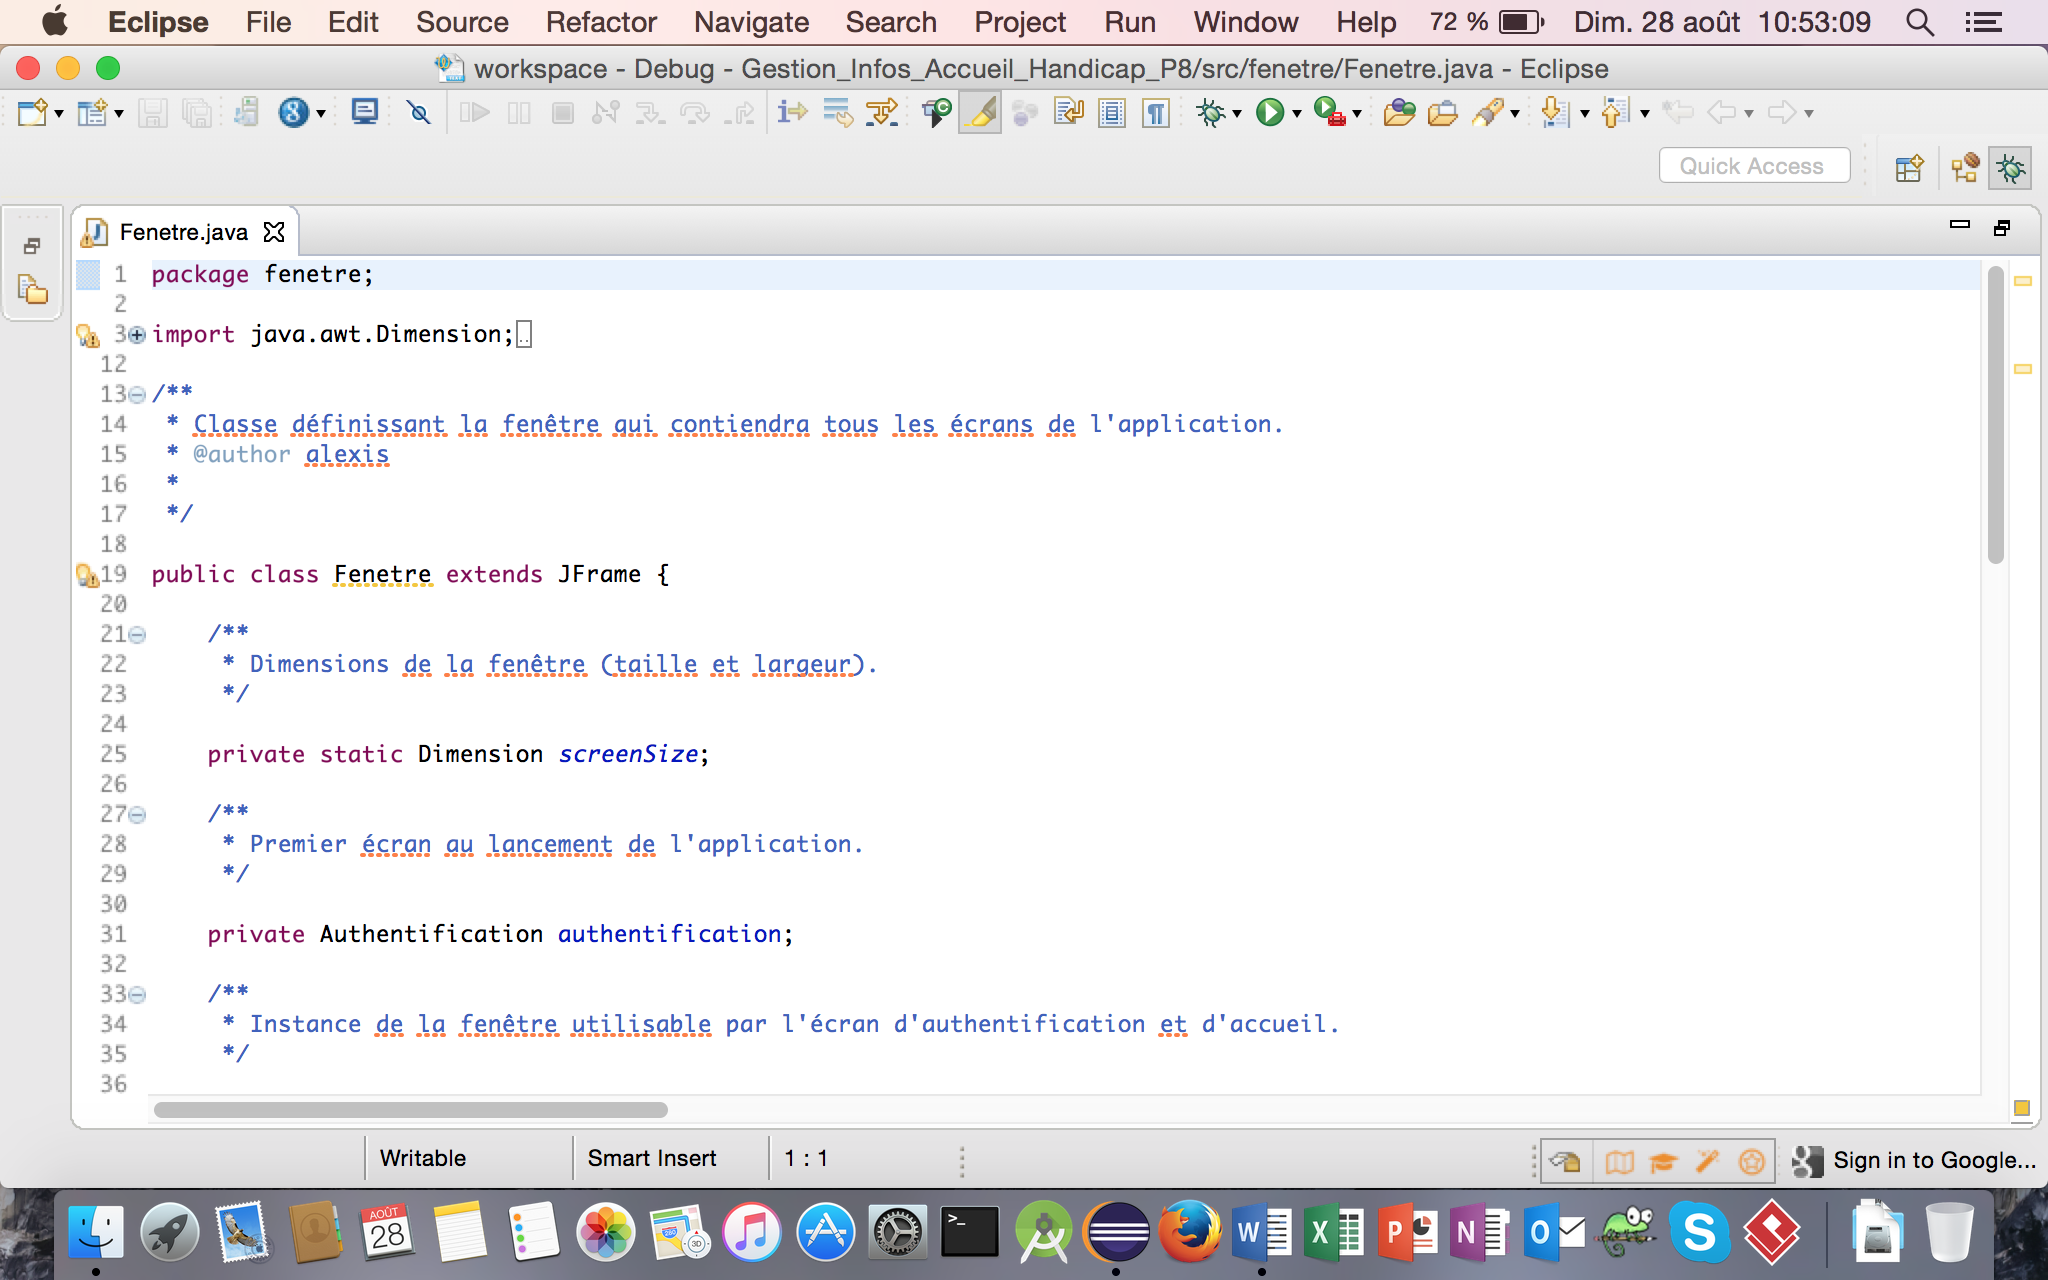 Eclipse File Edit Source Refactor Navigate Search Project Run Window Help 72 % Dim. 28 août 10:53:09
workspace - Debug - Gestion_Infos_Accueil_Handicap_P8/src/fenetre/Fenetre.java - Eclipse
Quick Access
Fenetre.java
1 package fenetre;
2
3 import java.awt.Dimension;
12
13 /**
14 * Classe définissant la fenêtre qui contiendra tous les écrans de l'application.
15 * @author alexis
16 *
17 */
18
19 public class Fenetre extends JFrame {
20
21 /**
22 * Dimensions de la fenêtre (taille et largeur).
23 */
24
25 private static Dimension screenSize;
26
27 /**
28 * Premier écran au lancement de l'application.
29 */
30
31 private Authentification authentification;
32
33 /**
34 * Instance de la fenêtre utilisable par l'écran d'authentification et d'accueil.
35 */
36
Writable Smart Insert 1 : 1 Sign in to Google...
AOÛT
28